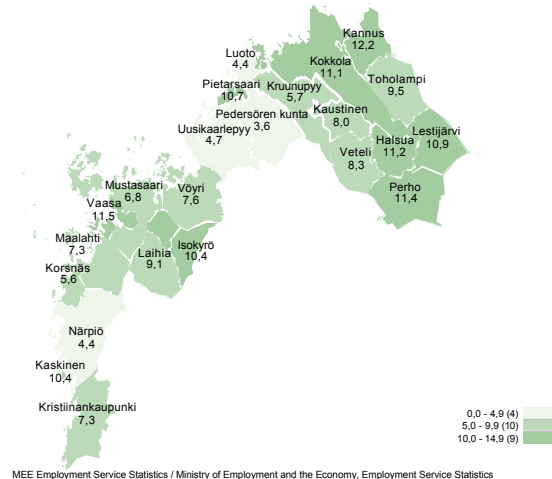 Kannus
12,2
Luoto
4,4
Kokkola
11,1
Toholampi
9,5
Pietarsaari
10,7
Kruunupyy
5,7
Kaustinen
8,0
Pedersören kunta
3,6
Uusikaarlepyy
4,7
Lestijärvi
10,9
Halsua
11,2
Veteli
8,3
Perho
11,4
Mustasaari
6,8
Vöyri
7,6
Vaasa
11,5
Maalahti
7,3
Isokyrö
10,4
Laihia
9,1
Korsnäs
5,6
Närpiö
4,4
Kaskinen
10,4
Kristiinankaupunki
7,3
0,0 - 4,9 (4)
5,0 - 9,9 (10)
10,0 - 14,9 (9)
MEE Employment Service Statistics / Ministry of Employment and the Economy, Employment Service Statistics